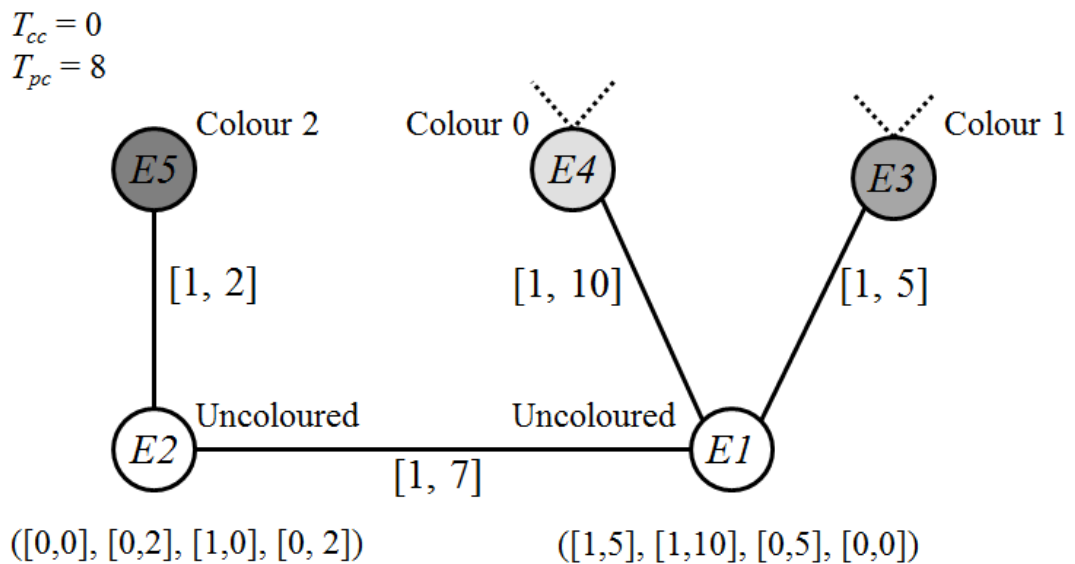 T_cc = 0
T_pc = 8
Colour 2
Colour 0
Colour 1
E5
E4
E3
[1, 2]
[1, 10]
[1, 5]
Uncoloured
Uncoloured
E2
E1
[1, 7]
([0,0], [0,2], [1,0], [0, 2])
([1,5], [1,10], [0,5], [0,0])